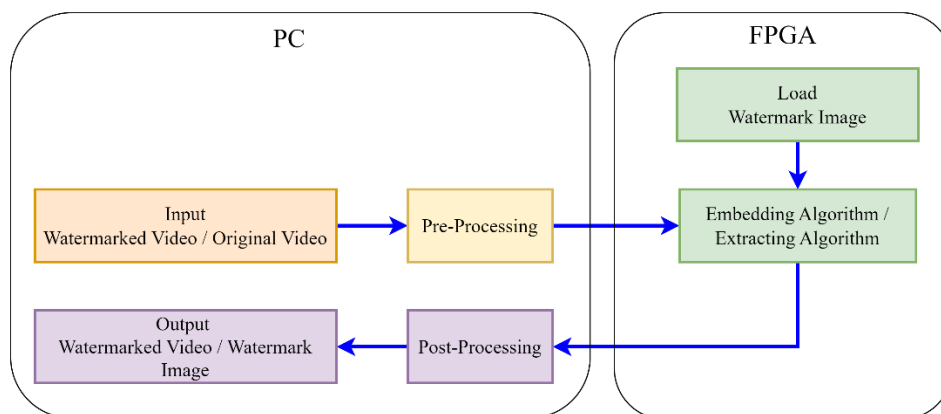 PC
FPGA
Load
Watermark Image
Input
Watermarked Video / Original Video
Pre-Processing
Embedding Algorithm /
Extracting Algorithm
Output
Watermarked Video / Watermark
Image
Post-Processing